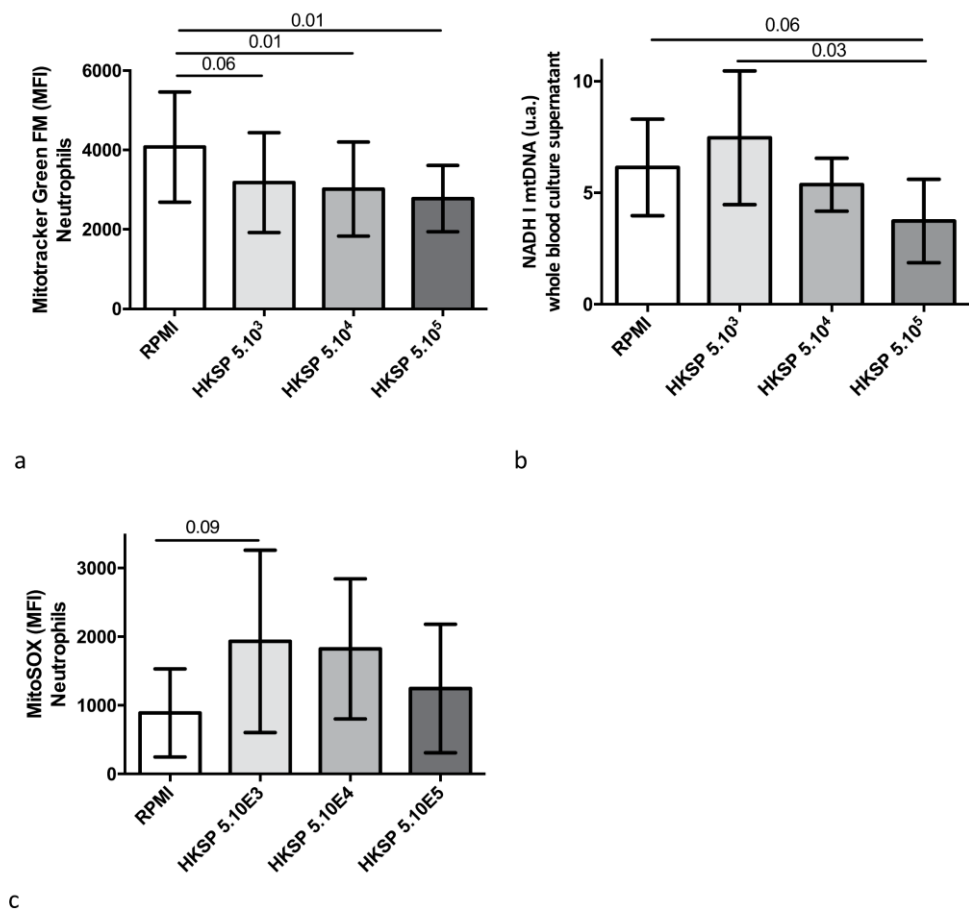 0.01
0.01
0.06
Mitotracker Green FM (MFI)
Neutrophils
6000
4000
2000
0
RPMI
HKSP 5.10³
HKSP 5.10⁴
HKSP 5.10⁵
a
0.06
0.03
NADH I mtDNA (u.a.)
whole blood culture supernatant
10
5
0
RPMI
HKSP 5.10³
HKSP 5.10⁴
HKSP 5.10⁵
b
0.09
MitoSOX (MFI)
Neutrophils
3000
2000
1000
0
RPMI
HKSP 5.10E3
HKSP 5.10E4
HKSP 5.10E5
c